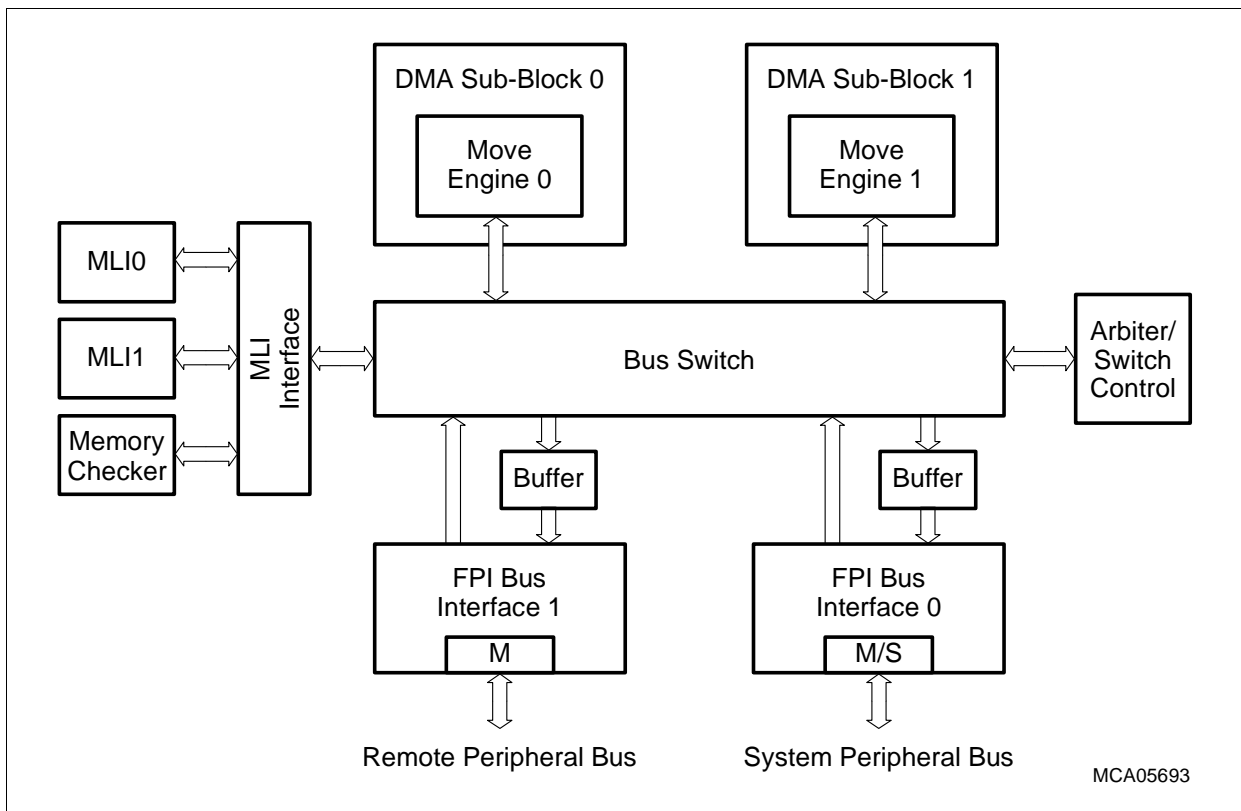 DMA Sub-Block 0
Move
Engine 0
DMA Sub-Block 1
Move
Engine 1
MLI0
MLI1
Memory
Checker
MLI
Interface
Bus Switch
Arbiter/
Switch
Control
Buffer
Buffer
FPI Bus
Interface 1
M
FPI Bus
Interface 0
M/S
Remote Peripheral Bus
System Peripheral Bus
MCA05693